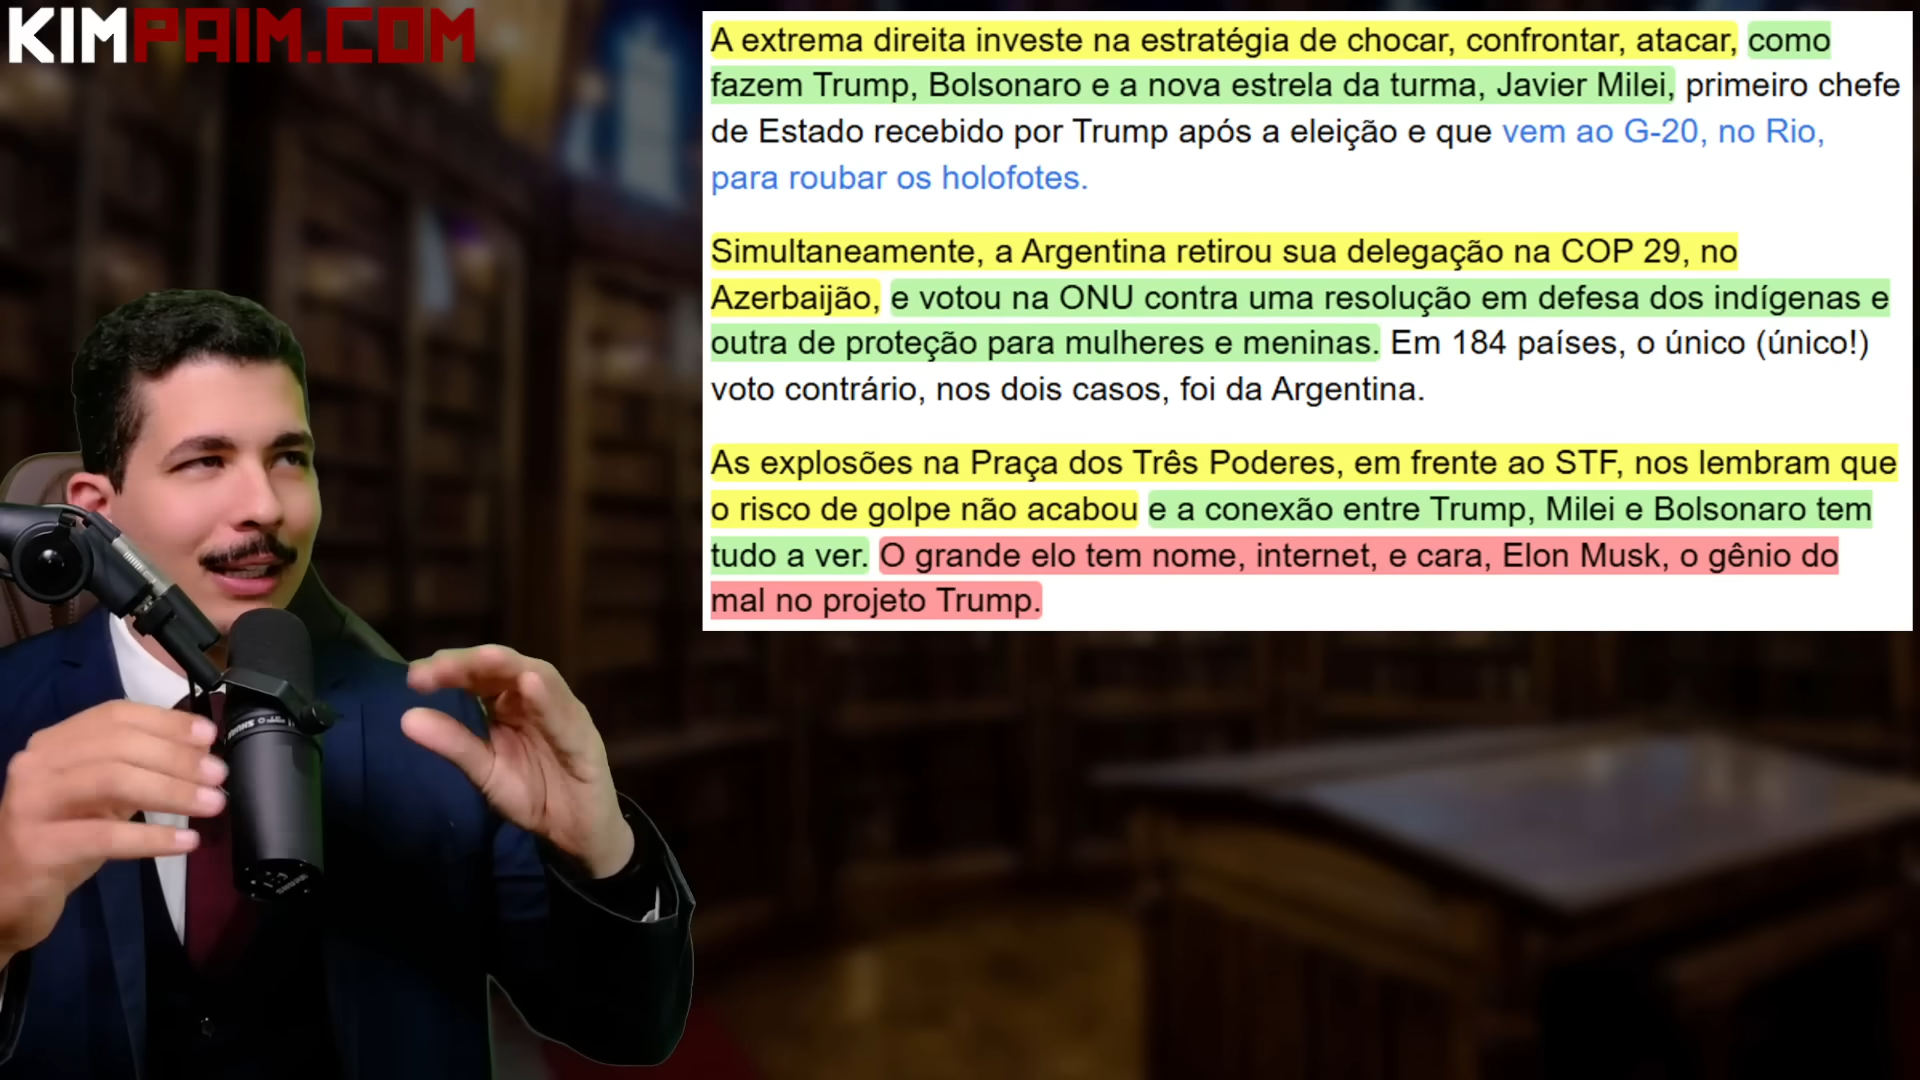 KIMPAIM.COM
A extrema direita investe na estratégia de chocar, confrontar, atacar, como
fazem Trump, Bolsonaro e a nova estrela da turma, Javier Milei, primeiro chefe
de Estado recebido por Trump após a eleição e que vem ao G-20, no Rio,
para roubar os holofotes.
Simultaneamente, a Argentina retirou sua delegação na COP 29, no
Azerbaijão, e votou na ONU contra uma resolução em defesa dos indígenas e
outra de proteção para mulheres e meninas. Em 184 países, o único (único!)
voto contrário, nos dois casos, foi da Argentina.
As explosões na Praça dos Três Poderes, em frente ao STF, nos lembram que
o risco de golpe não acabou e a conexão entre Trump, Milei e Bolsonaro tem
tudo a ver. O grande elo tem nome, internet, e cara, Elon Musk, o gênio do
mal no projeto Trump.